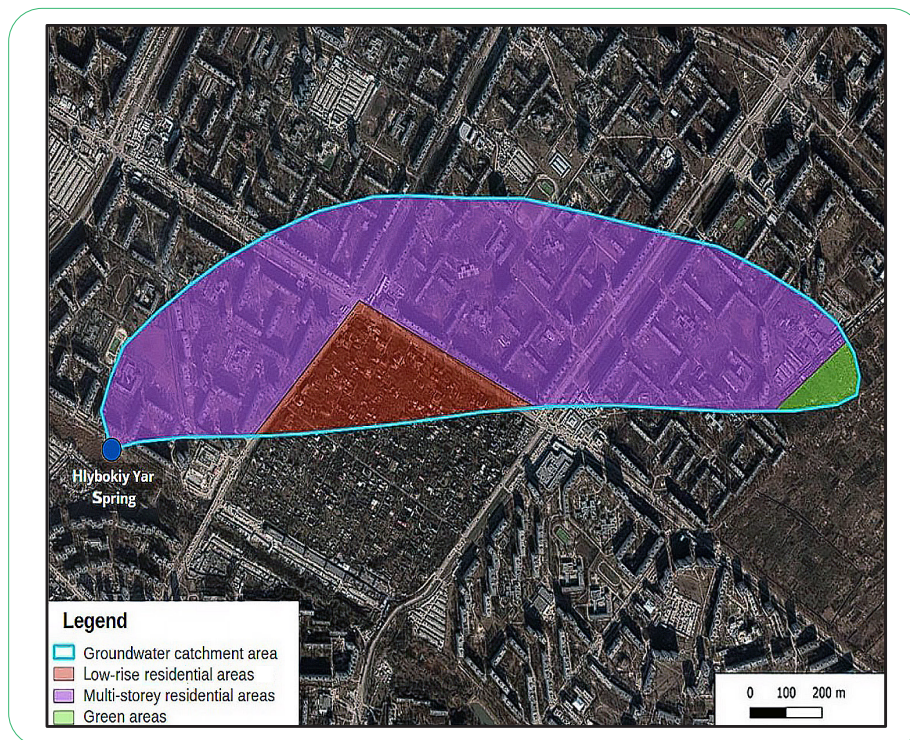 Hlybokiy Yar
Spring
Legend
Groundwater catchment area
Low-rise residential areas
Multi-storey residential areas
Green areas
0 100 200 m